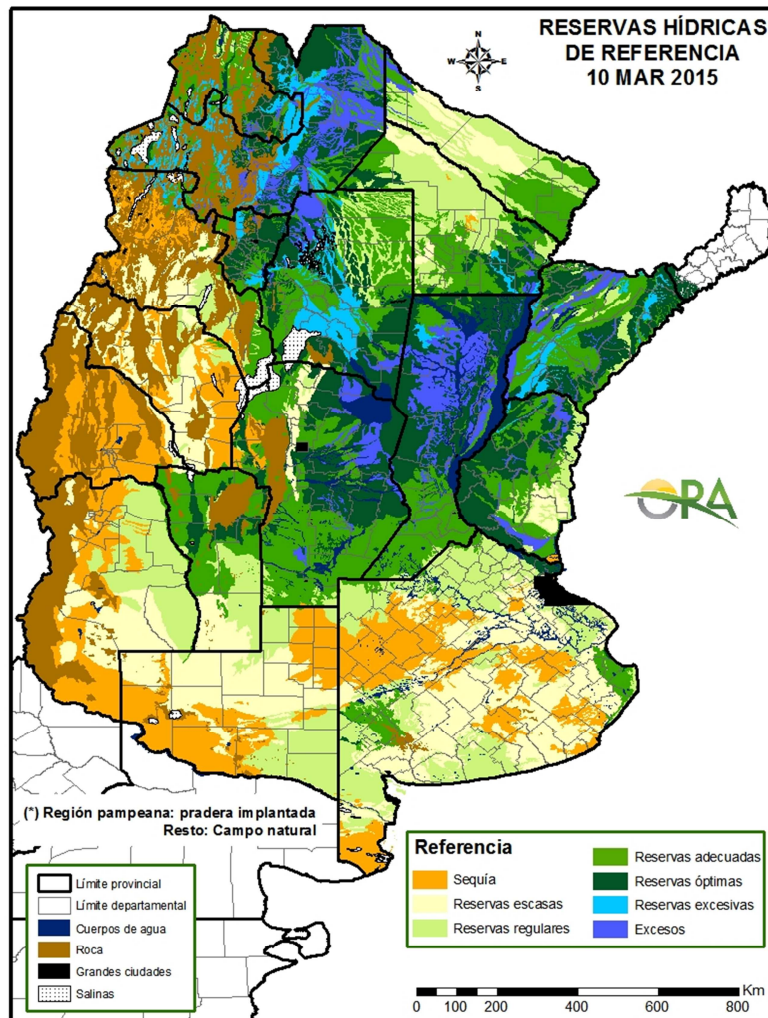 RESERVAS HÍDRICAS
DE REFERENCIA
10 MAR 2015
N
W
E
S
ORA
(*) Región pampeana: pradera implantada
Resto: Campo natural
Límite provincial
Límite departamental
Cuerpos de agua
Roca
Grandes ciudades
Salinas
Referencia
Sequía
Reservas escasas
Reservas regulares
Reservas adecuadas
Reservas óptimas
Reservas excesivas
Excesos
Km
0 100 200 400 600 800